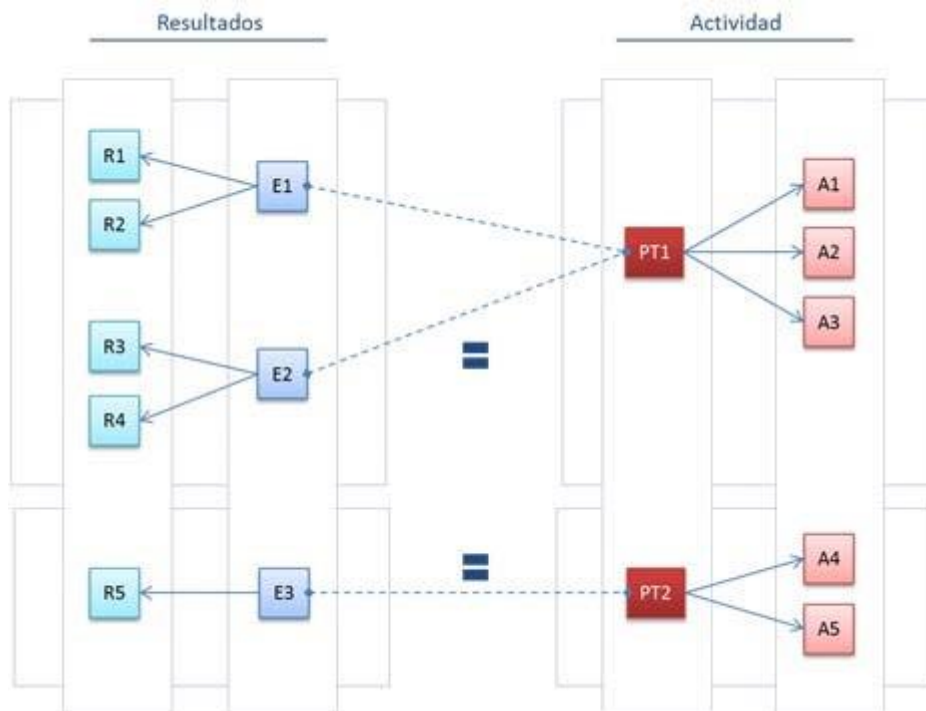 Resultados
Actividad
R1
R2
E1
R3
R4
E2
R5
E3
PT1
A1
A2
A3
PT2
A4
A5